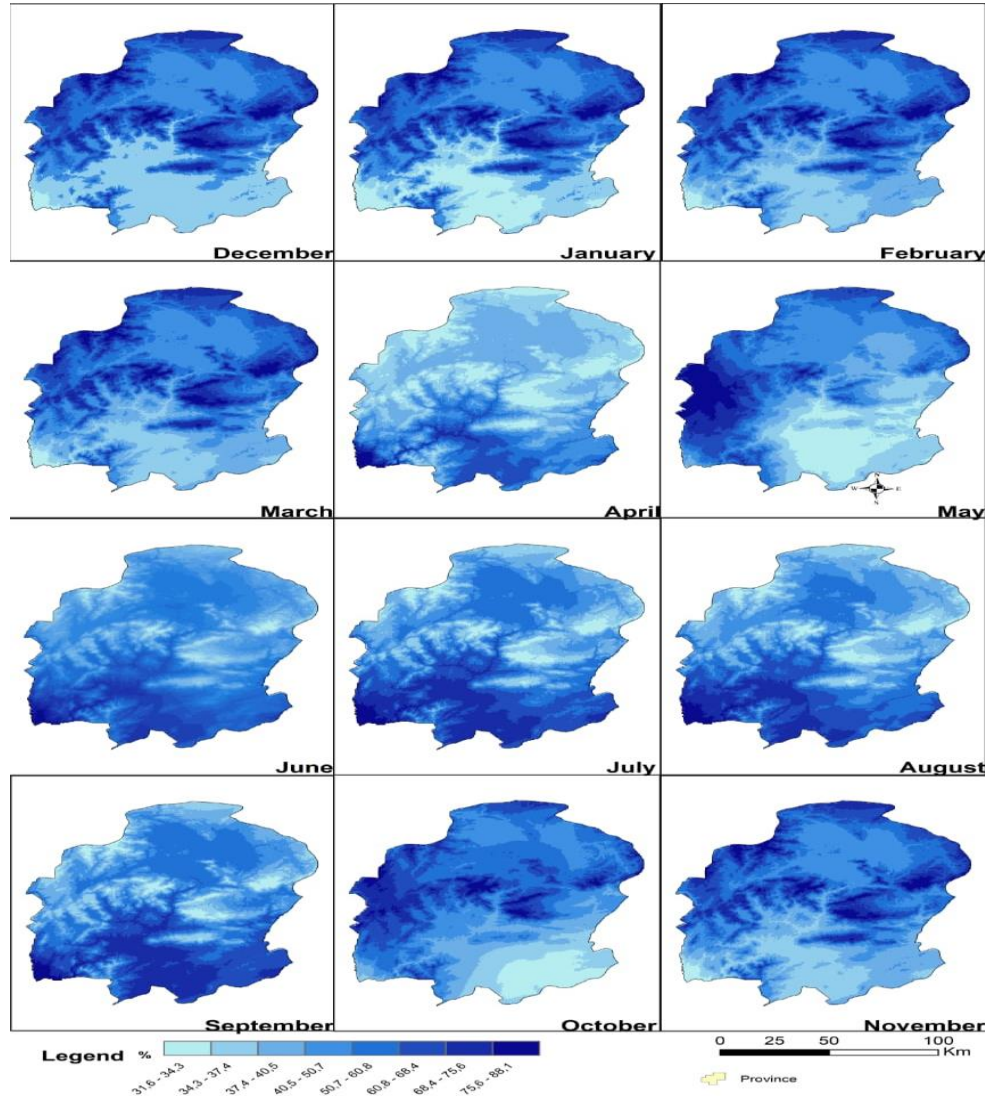 December
January
February
March
April
May
N
W E
S
June
July
August
September
October
November
Legend %
31,6 - 34,3
34,3 - 37,4
37,4 - 40,5
40,5 - 50,7
50,7 - 60,8
60,8 - 68,4
68,4 - 75,6
75,6 - 88,1
0 50 100
Km
Province